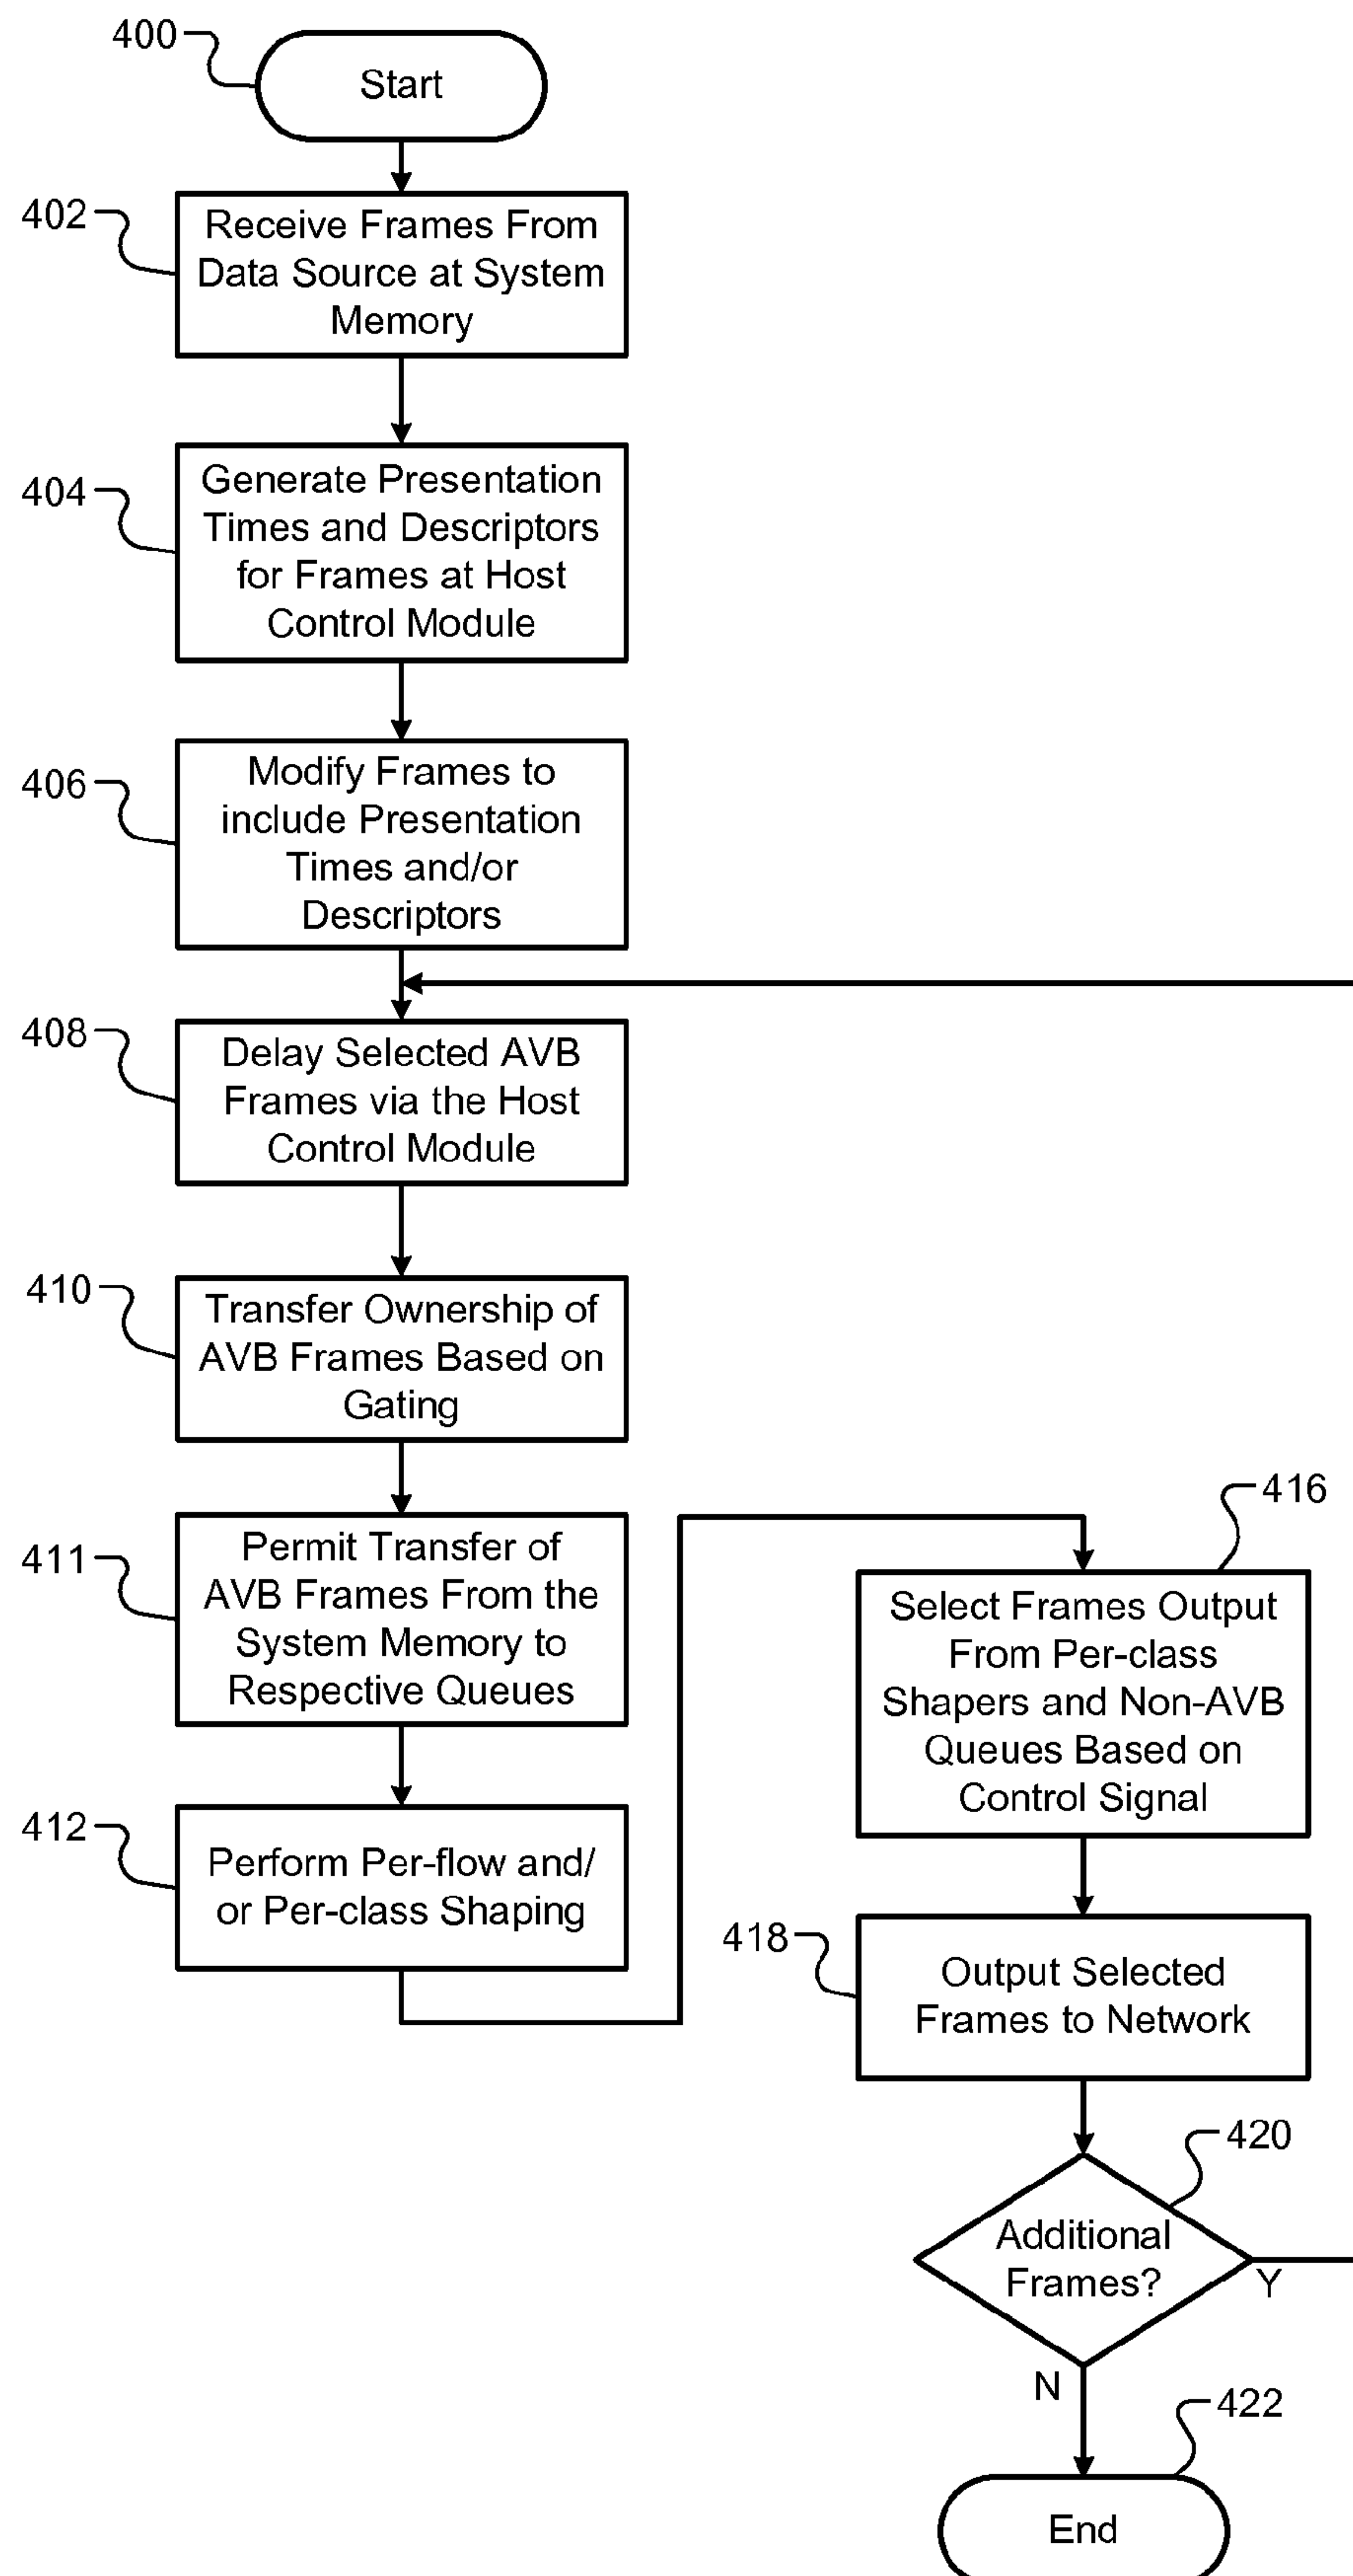 400
Start
402
Receive Frames From
Data Source at System
Memory
404
Generate Presentation
Times and Descriptors
for Frames at Host
Control Module
406
Modify Frames to
include Presentation
Times and/or
Descriptors
408
Delay Selected AVB
Frames via the Host
Control Module
410
Transfer Ownership of
AVB Frames Based on
Gating
411
Permit Transfer of
AVB Frames From the
System Memory to
Respective Queues
412
Perform Per-flow and/
or Per-class Shaping
416
Select Frames Output
From Per-class
Shapers and Non-AVB
Queues Based on
Control Signal
418
Output Selected
Frames to Network
420
Additional
Frames?
Y
N
422
End